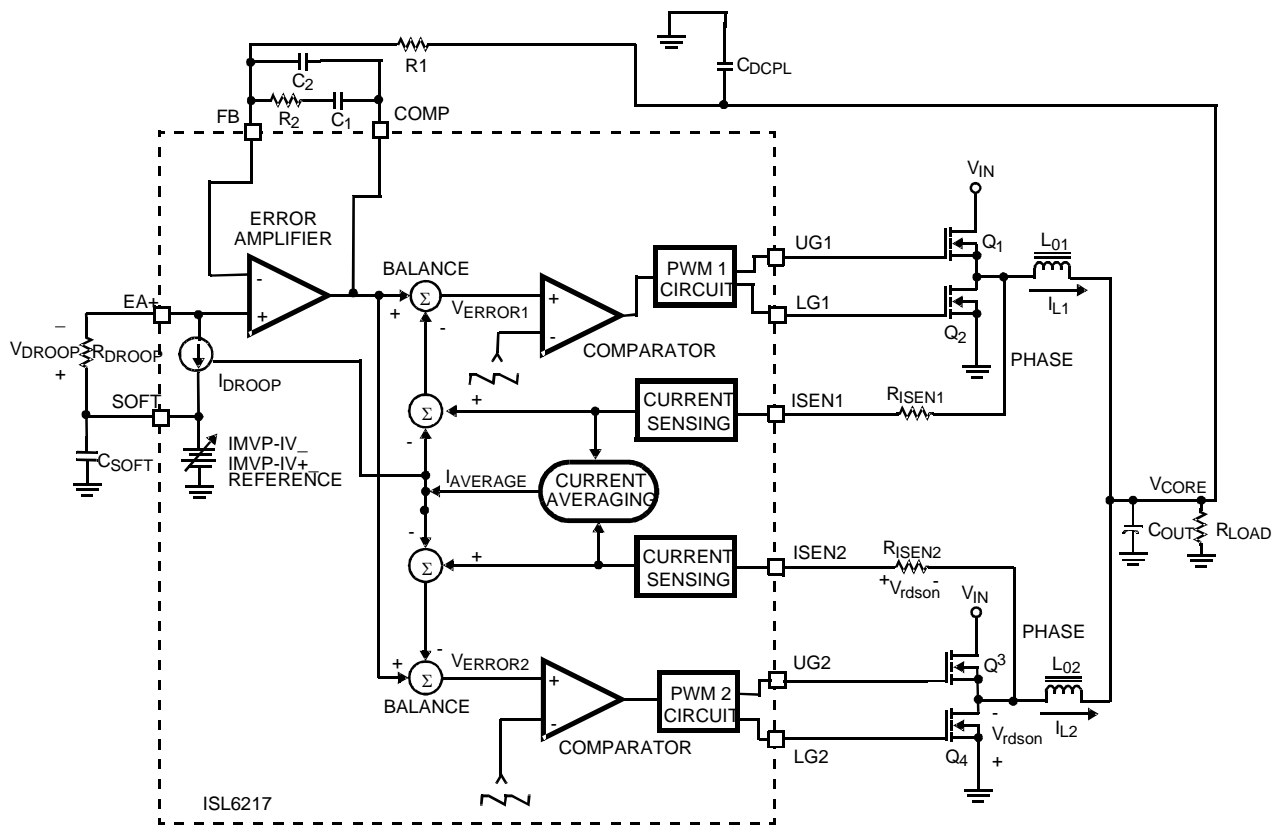 R1
C2
CDCPL
R2
C1
FB
COMP
VIN
ERROR
AMPLIFIER
UG1
Q1
L01
BALANCE
PWM 1
CIRCUIT
-
EA+
+
Σ
+
VERROR1
+
LG1
IL1
-
-
Q2
−
VDROOP
RDROOP
+
COMPARATOR
PHASE
IDROOP
SOFT
CURRENT
SENSING
ISEN1
RISEN1
+
Σ
-
CSOFT
IMVP-IV_
IMVP-IV+_
REFERENCE
IAVERAGE
CURRENT
AVERAGING
VCORE
COUT
RLOAD
-
ISEN2
RISEN2
+
Σ
CURRENT
SENSING
+
Vrdson
-
VIN
PHASE
-
UG2
Q3
L02
+
Σ
VERROR2
+
PWM 2
CIRCUIT
BALANCE
-
-
IL2
Vrdson
COMPARATOR
LG2
Q4
+
ISL6217